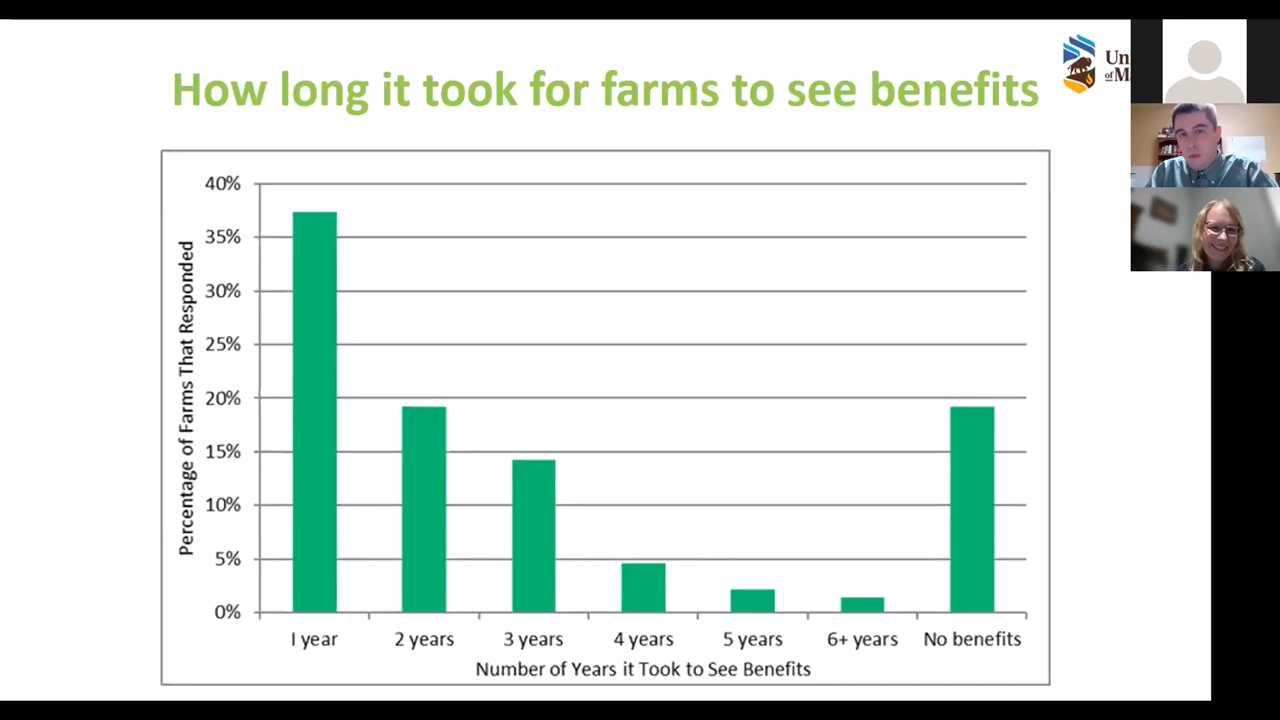 How long it took for farms to see benefits
Percentage of Farms That Responded
40%
35%
30%
25%
20%
15%
10%
5%
0%
1 year
2 years
3 years
4 years
5 years
6+ years
No benefits
Number of Years it Took to See Benefits